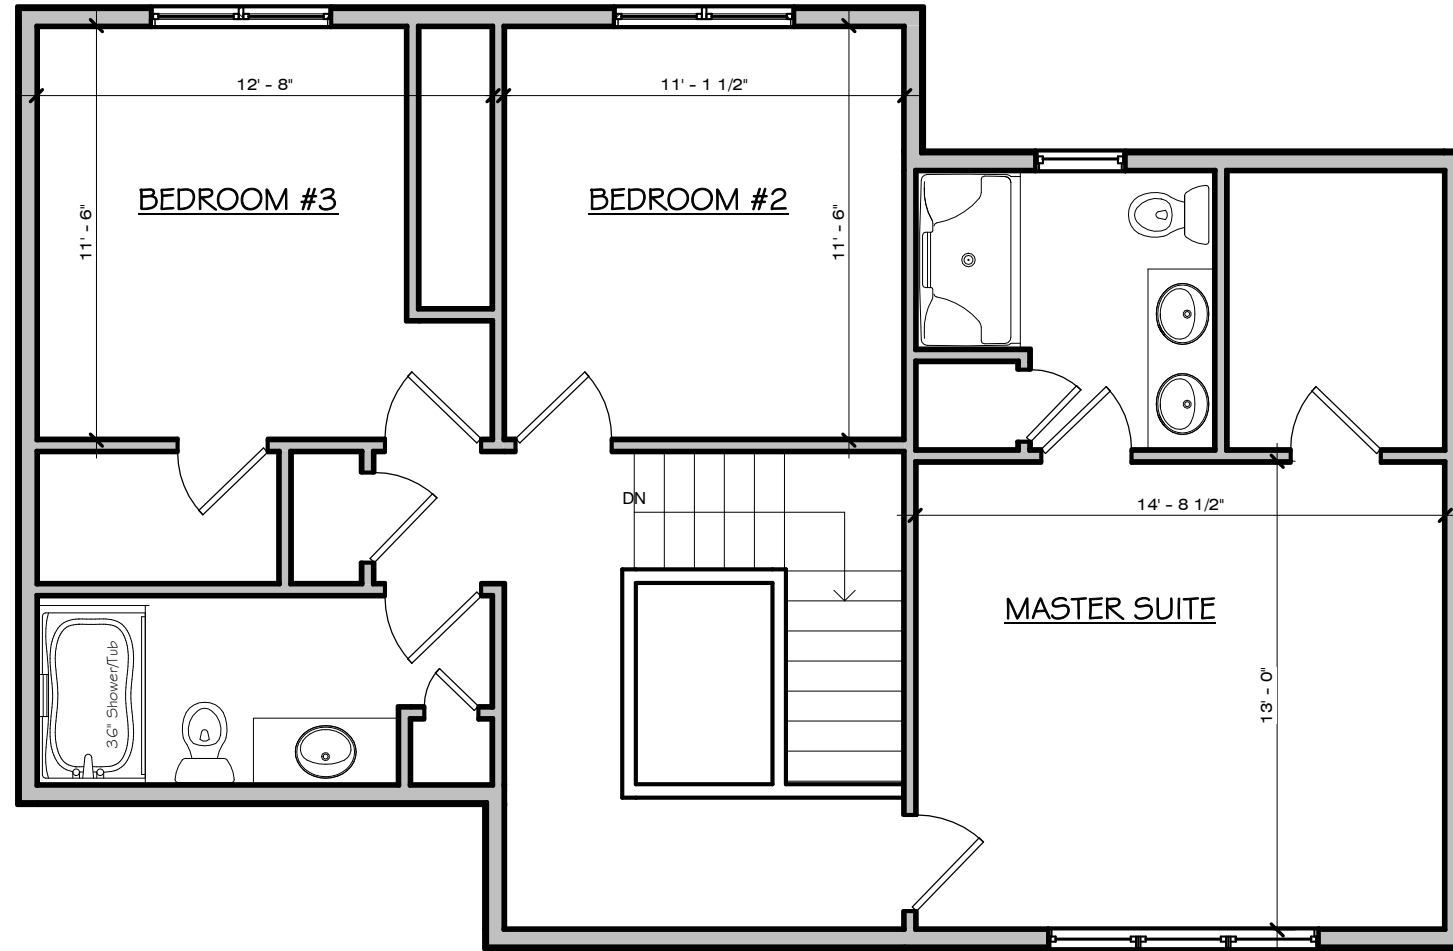 12' - 8"
11' - 1 1/2"
BEDROOM #3
BEDROOM #2
11' - 6"
11' - 6"
DN
14' - 8 1/2"
MASTER SUITE
36" Shower/Tub
13' - 0"